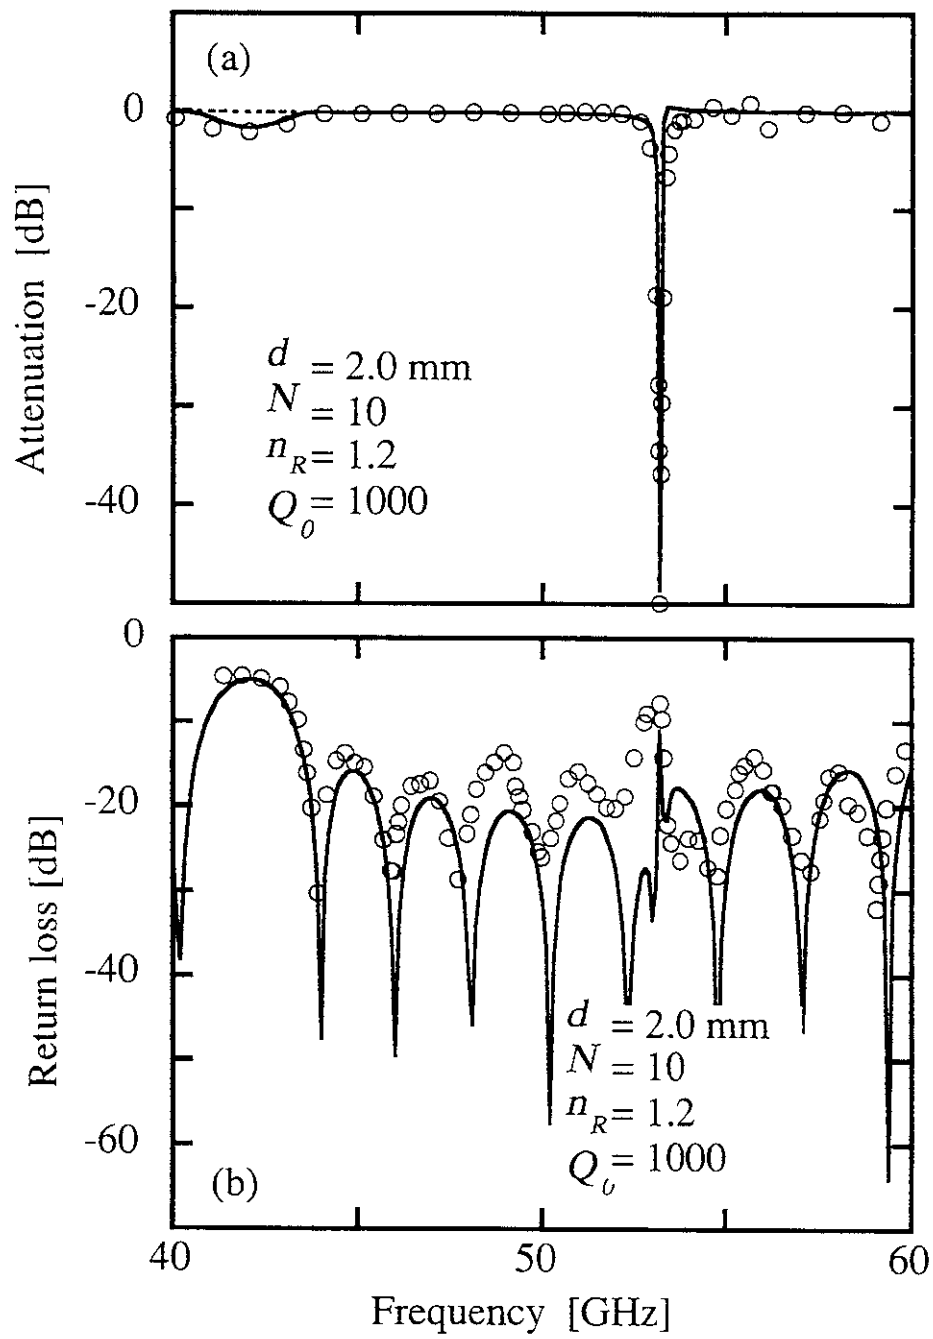 (a)
0
-20
-40
Attenuation [dB]
d = 2.0 mm
N = 10
n_R = 1.2
Q_0 = 1000
0
-20
-40
-60
Return loss [dB]
d = 2.0 mm
N = 10
n_R = 1.2
Q_0 = 1000
(b)
40 50 60
Frequency [GHz]